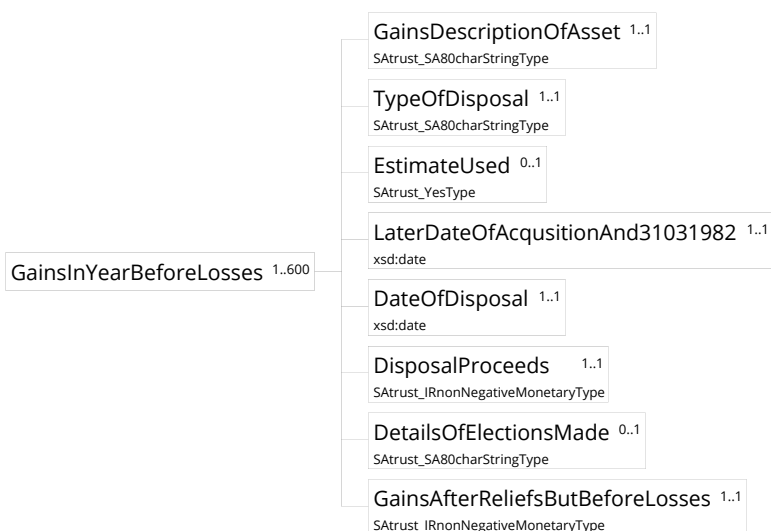 GainsDescriptionOfAsset 1..1
SAtrust_SA80charStringType
TypeOfDisposal 1..1
SAtrust_SA80charStringType
EstimateUsed 0..1
SAtrust_YesType
LaterDateOfAcqusitionAnd31031982 1..1
xsd:date
GainsInYearBeforeLosses 1..600
DateOfDisposal 1..1
xsd:date
DisposalProceeds 1..1
SAtrust_IRnonNegativeMonetaryType
DetailsOfElectionsMade 0..1
SAtrust_SA80charStringType
GainsAfterReliefsButBeforeLosses 1..1
SAtrust_IRnonNegativeMonetaryType